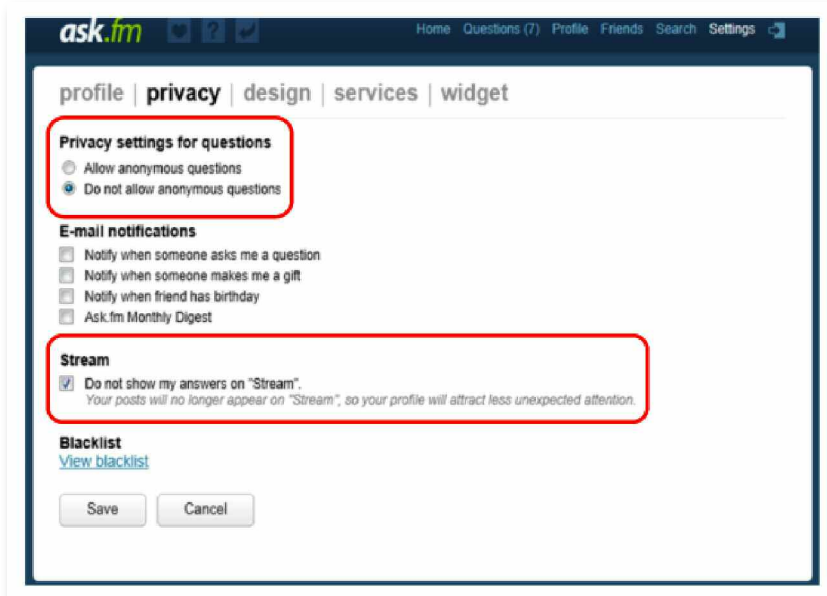 ask.fm
Home Questions (7) Profile Friends Search Settings
profile | privacy | design | services | widget
Privacy settings for questions
Allow anonymous questions
Do not allow anonymous questions
E-mail notifications
Notify when someone asks me a question
Notify when someone makes me a gift
Notify when friend has birthday
Ask.fm Monthly Digest
Stream
Do not show my answers on "Stream".
Your posts will no longer appear on "Stream", so your profile will attract less unexpected attention.
Blacklist
View blacklist
Save Cancel